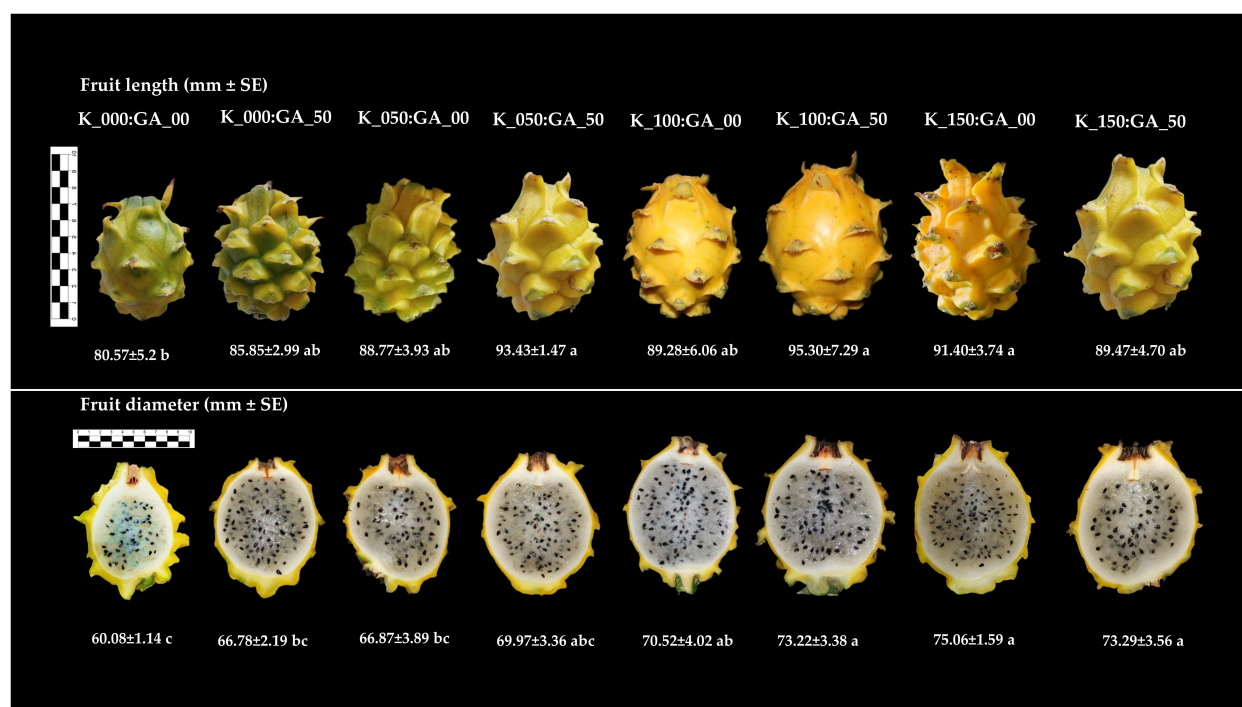 Fruit length (mm ± SE)
K_000:GA_00 K_000:GA_50 K_050:GA_00 K_050:GA_50 K_100:GA_00 K_100:GA_50 K_150:GA_00 K_150:GA_50
80.57±5.2 b 85.85±2.99 ab 88.77±3.93 ab 93.43±1.47 a 89.28±6.06 ab 95.30±7.29 a 91.40±3.74 a 89.47±4.70 ab
Fruit diameter (mm ± SE)
60.08±1.14 c 66.78±2.19 bc 66.87±3.89 bc 69.97±3.36 abc 70.52±4.02 ab 73.22±3.38 a 75.06±1.59 a 73.29±3.56 a